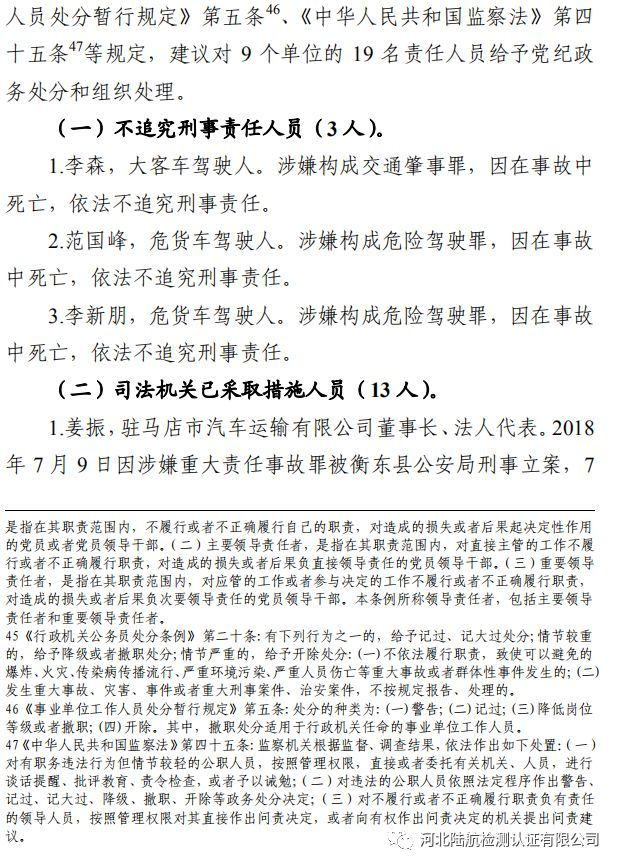 人员处分暂行规定》第五条46、《中华人民共和国监察法》第四
十五条47等规定，建议对 9 个单位的 19 名责任人员给予党纪政
务处分和组织处理。
（一）不追究刑事责任人员（3 人）。
1.李森，大客车驾驶人。涉嫌构成交通肇事罪，因在事故中
死亡，依法不追究刑事责任。
2.范国峰，危货车驾驶人。涉嫌构成危险驾驶罪，因在事故
中死亡，依法不追究刑事责任。
3.李新朋，危货车驾驶人。涉嫌构成危险驾驶罪，因在事故
中死亡，依法不追究刑事责任。
（二）司法机关已采取措施人员（13 人）。
1.姜振，驻马店市汽车运输有限公司董事长、法人代表。2018
年 7 月 9 日因涉嫌重大责任事故罪被衡东县公安局刑事立案，7
是指在其职责范围内，不履行或者不正确履行自己的职责，对造成的损失或者后果起决定性作用
的党员或者党员领导干部。（二）主要领导责任者，是指在其职责范围内，对直接主管的工作不履
行或者不正确履行职责，对造成的损失或者后果负直接领导责任的党员领导干部。（三）重要领导
责任者，是指在其职责范围内，对应管的工作或者参与决定的工作不履行或者不正确履行职责，
对造成的损失或者后果负次要领导责任的党员领导干部。本条例所称领导责任者，包括主要领导
责任者和重要领导责任者。
45《行政机关公务员处分条例》第二十条：有下列行为之一的，给予记过、记大过处分；情节较重
的，给予降级或者撤职处分；情节严重的，给予开除处分：（一）不依法履行职责，致使可以避免的
爆炸、火灾、传染病传播流行、严重环境污染、严重人员伤亡等重大事故或者群体性事件发生的；（二）
发生重大事故、灾害、事件或者重大刑事案件、治安案件，不按规定报告、处理的。
46《事业单位工作人员处分暂行规定》第五条：处分的种类为：（一）警告；（二）记过；（三）降低岗位
等级或者撤职；（四）开除。其中，撤职处分适用于行政机关任命的事业单位工作人员。
47《中华人民共和国监察法》第四十五条：监察机关根据监督、调查结果，依法作出如下处置：（一）
对有职务违法行为但情节较轻的公职人员，按照管理权限，直接或者委托有关机关、人员，进行
谈话提醒、批评教育、责令检查，或者予以诫勉；（二）对违法的公职人员依照法定程序作出警告、
记过、记大过、降级、撤职、开除等政务处分决定；（三）对不履行或者不正确履行职责负有责任
的领导人员，按照管理权限对其直接作出问责决定，或者向有权作出问责决定的机关提出问责建
议。
河北陆航检测认证有限公司